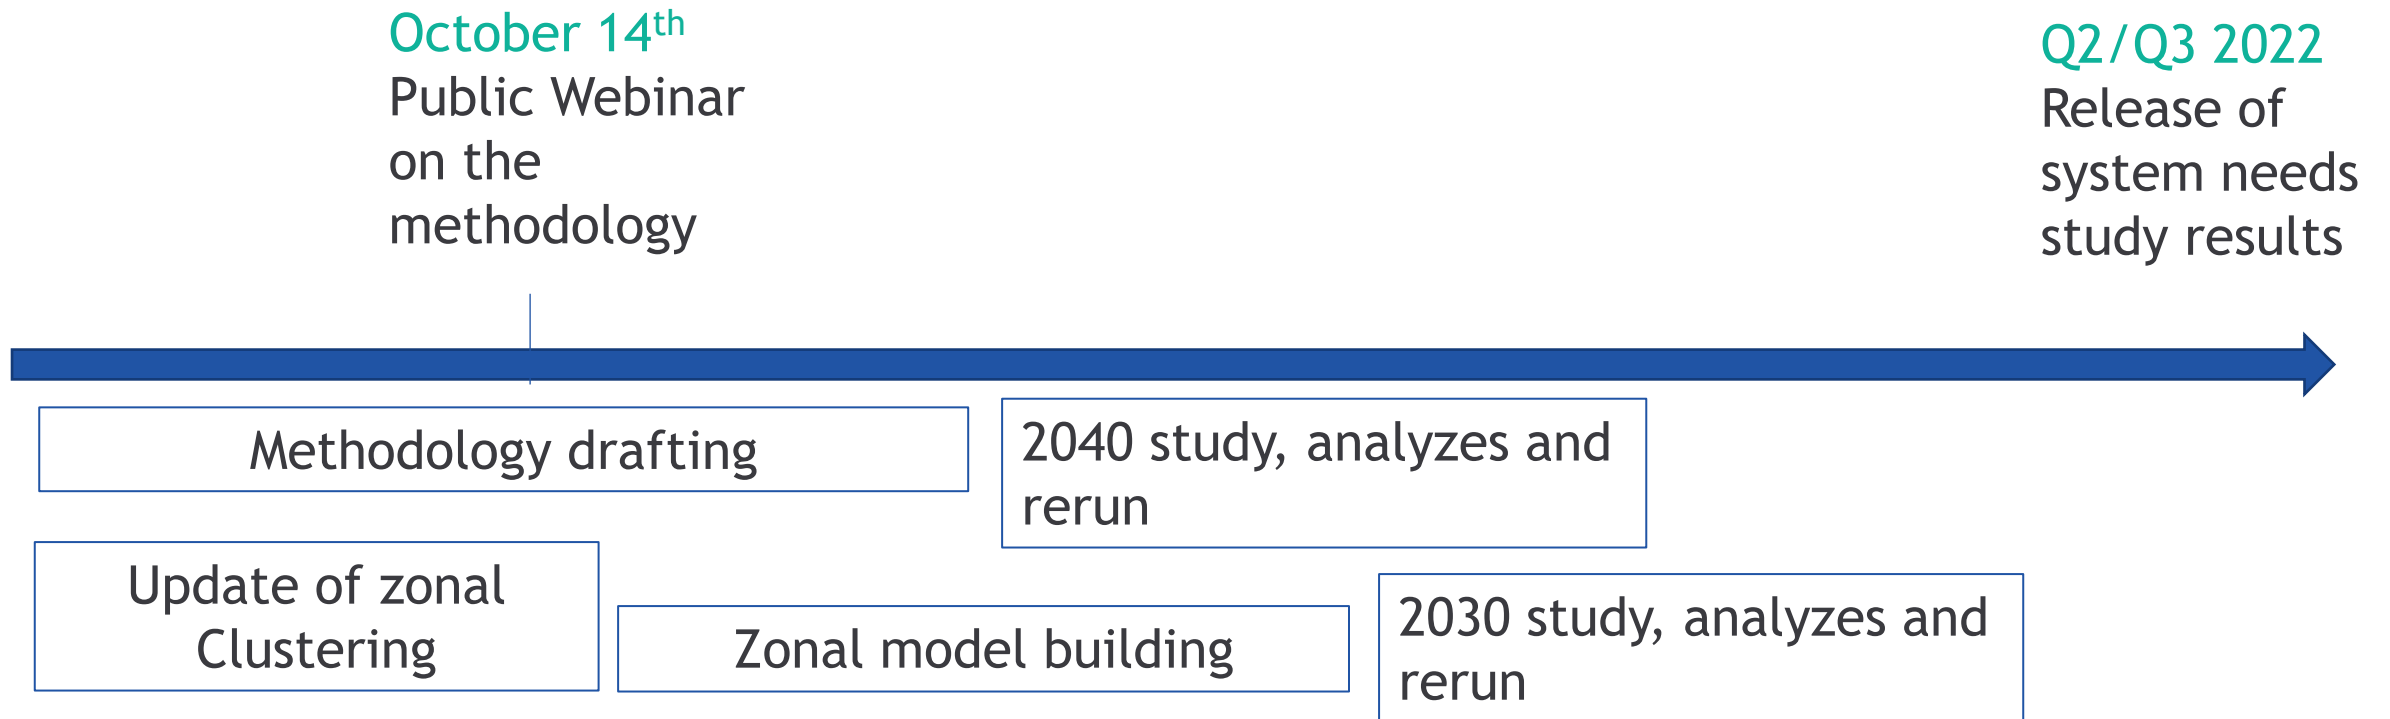 October 14th
Public Webinar
on the
methodology
Q2/Q3 2022
Release of
system needs
study results
Methodology drafting
2040 study, analyzes and
rerun
Update of zonal
Clustering
Zonal model building
2030 study, analyzes and
rerun